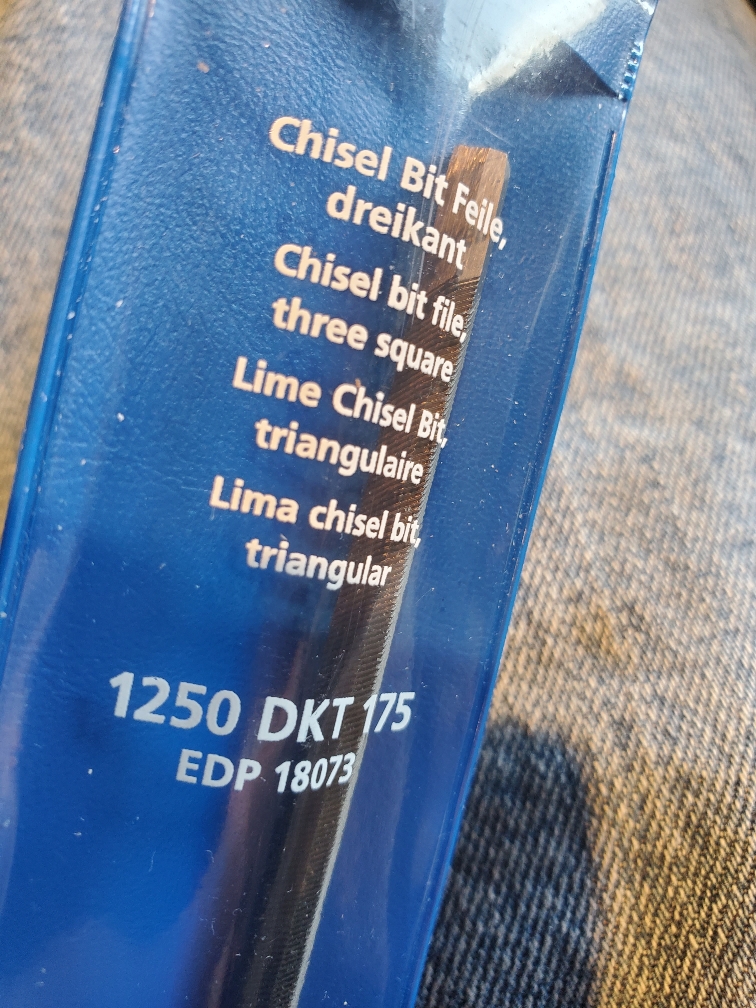 Chisel Bit Feile,
dreikant
Chisel bit file,
three square
Lime Chisel Bit,
triangulaire
Lima chisel bit,
triangular
1250 DKT 175
EDP 18073